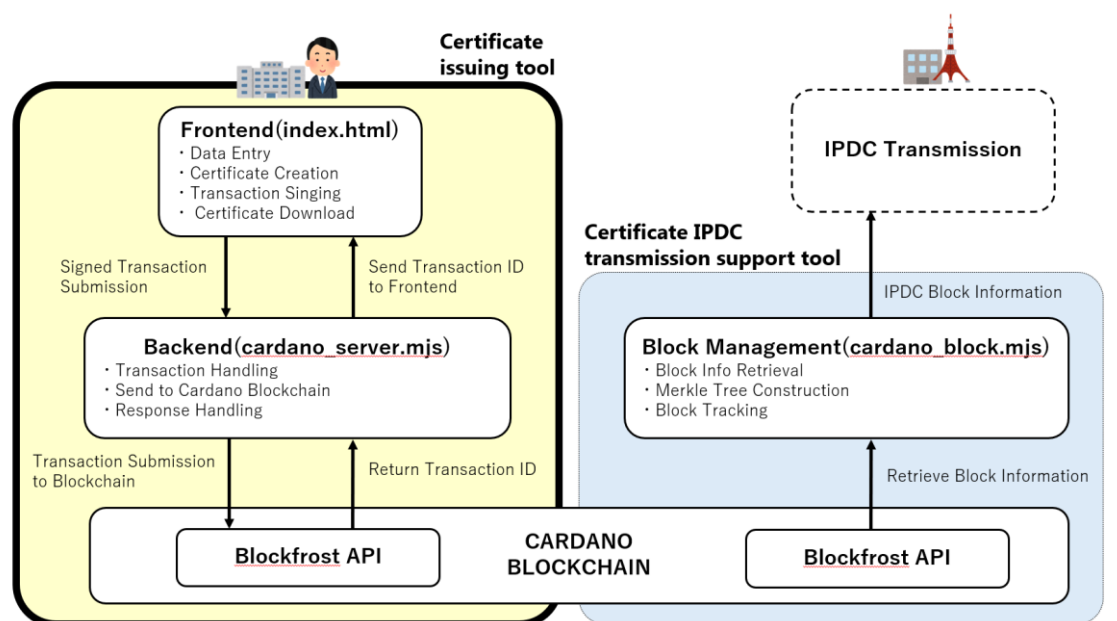 Certificate
issuing tool
Frontend(index.html)
・Data Entry
・Certificate Creation
・Transaction Singing
・ Certificate Download
Signed Transaction
Submission
Send Transaction ID
to Frontend
Backend(cardano_server.mjs)
・Transaction Handling
・Send to Cardano Blockchain
・Response Handling
Transaction Submission
to Blockchain
Return Transaction ID
Blockfrost API
CARDANO
BLOCKCHAIN
IPDC Transmission
Certificate IPDC
transmission support tool
IPDC Block Information
Block Management(cardano_block.mjs)
・Block Info Retrieval
・Merkle Tree Construction
・Block Tracking
Retrieve Block Information
Blockfrost API